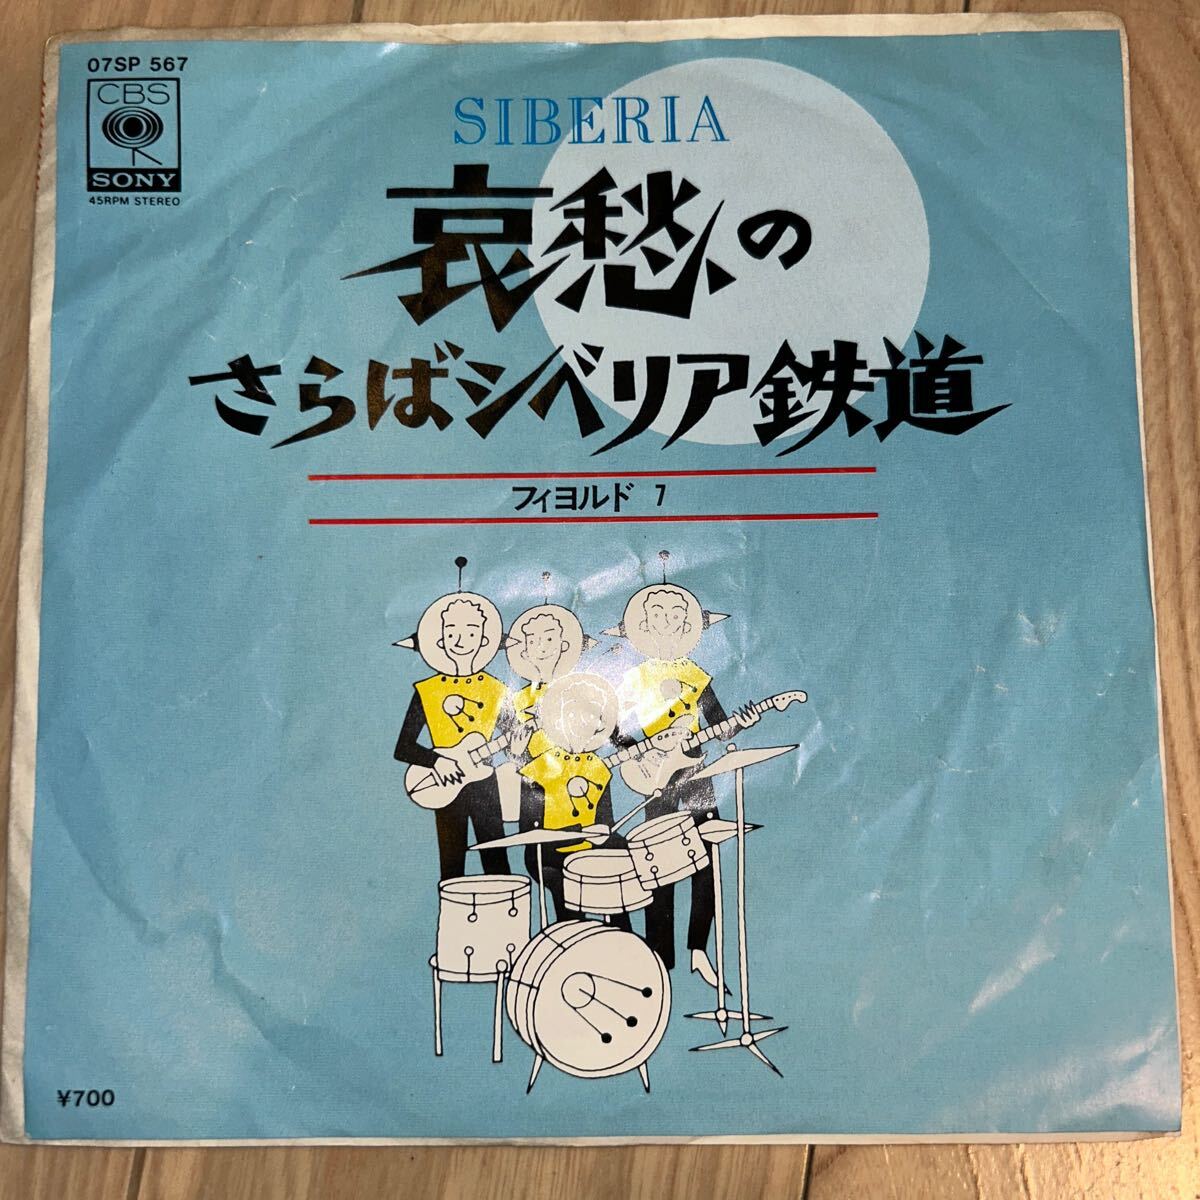 07SP 567
CBS
SONY
45RPM STEREO
SIBERIA
哀愁の
さらばシベリア鉄道
フィヨルド 7
¥700